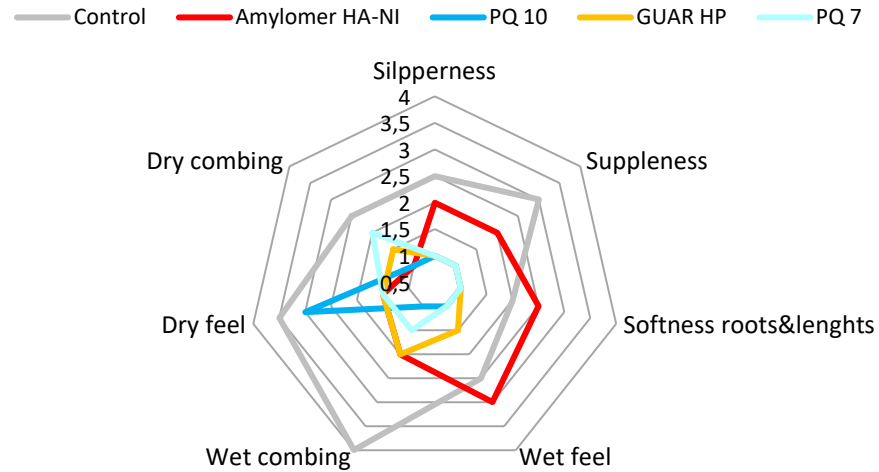 Control Amylomer HA-NI PQ 10 GUAR HP PQ 7
Silpperness
4
3,5
Dry combing
3
Suppleness
2,5
2
1,5
1
0,5
Dry feel
Softness roots&lenghts
Wet combing
Wet feel